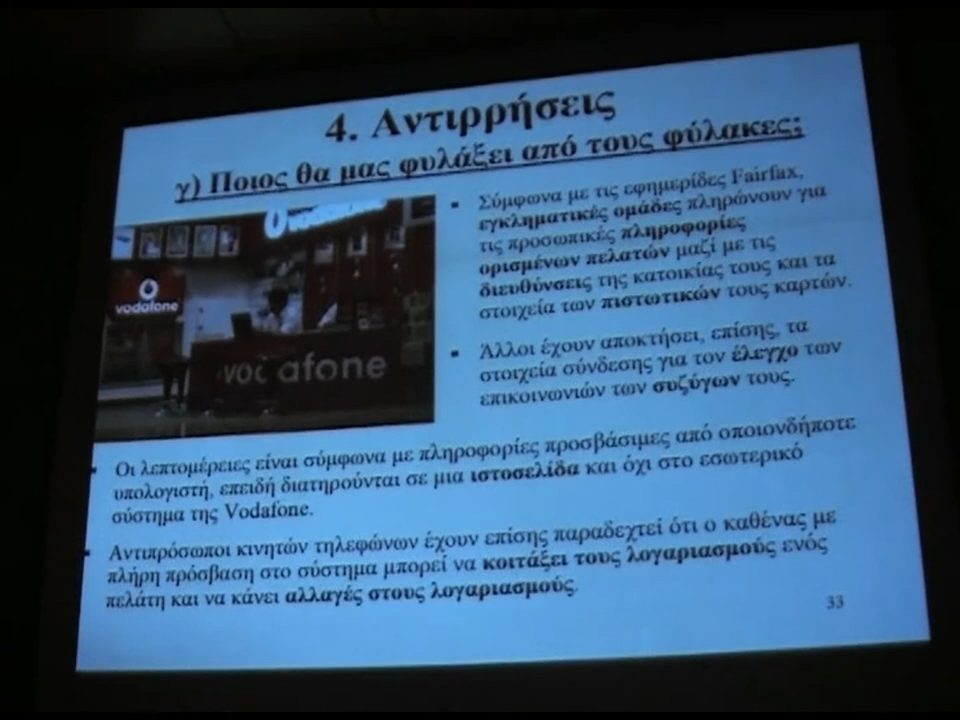 4. Αντιρρήσεις
γ) Ποιος θα μας φυλάξει από τους φύλακες;
Σύμφωνα με τις εφημερίδες Fairfax,
εγκληματικές ομάδες πληρώνουν για
τις προσωπικές πληροφορίες
ορισμένων πελατών μαζί με τις
διευθύνσεις της κατοικίας τους και τα
στοιχεία των πιστωτικών τους καρτών.
Άλλοι έχουν αποκτήσει, επίσης, τα
στοιχεία σύνδεσης για τον έλεγχο των
επικοινωνιών των συζύγων τους.
vodafone
vodafone
Οι λεπτομέρειες είναι σύμφωνα με πληροφορίες προσβάσιμες από οποιονδήποτε
υπολογιστή, επειδή διατηρούνται σε μια ιστοσελίδα και όχι στο εσωτερικό
σύστημα της Vodafone.
Αντιπρόσωποι κινητών τηλεφώνων έχουν επίσης παραδεχτεί ότι ο καθένας με
πλήρη πρόσβαση στο σύστημα μπορεί να κοιτάξει τους λογαριασμούς ενός
πελάτη και να κάνει αλλαγές στους λογαριασμούς.
33